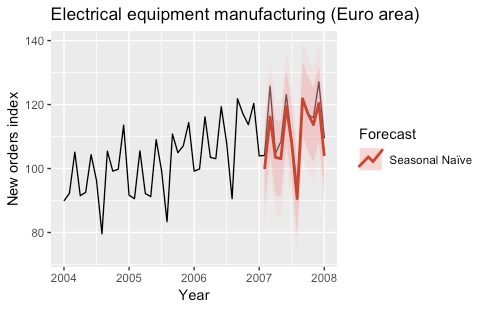 Electrical equipment manufacturing (Euro area)
140
120
100
80
New orders index
2004
2005
2006
2007
2008
Year
Forecast
Seasonal Naïve